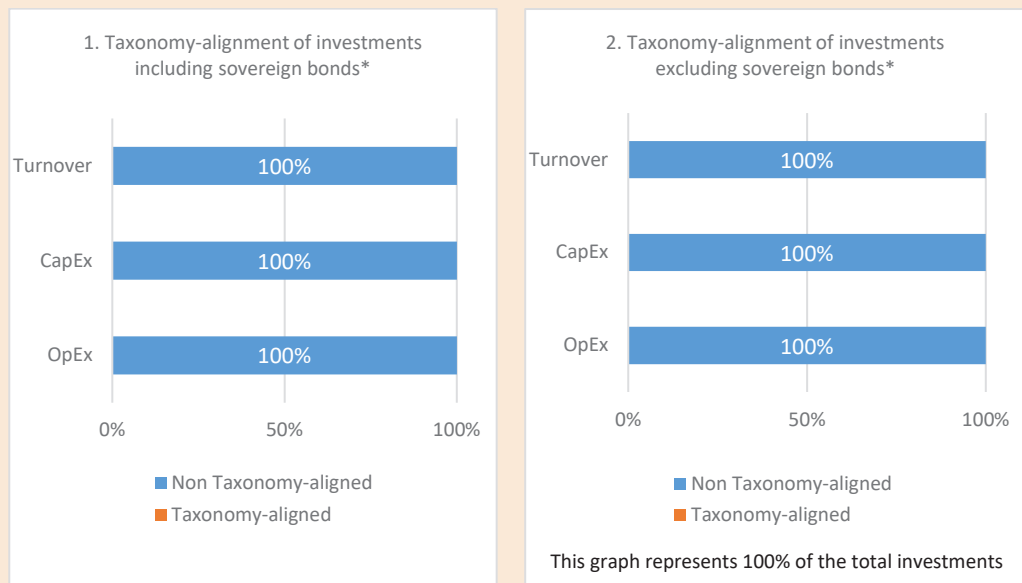 1. Taxonomy-alignment of investments
including sovereign bonds*
Turnover
100%
CapEx
100%
OpEx
100%
0%
50%
100%
Non Taxonomy-aligned
Taxonomy-aligned
2. Taxonomy-alignment of investments
excluding sovereign bonds*
Turnover
100%
CapEx
100%
OpEx
100%
0%
50%
100%
Non Taxonomy-aligned
Taxonomy-aligned
This graph represents 100% of the total investments